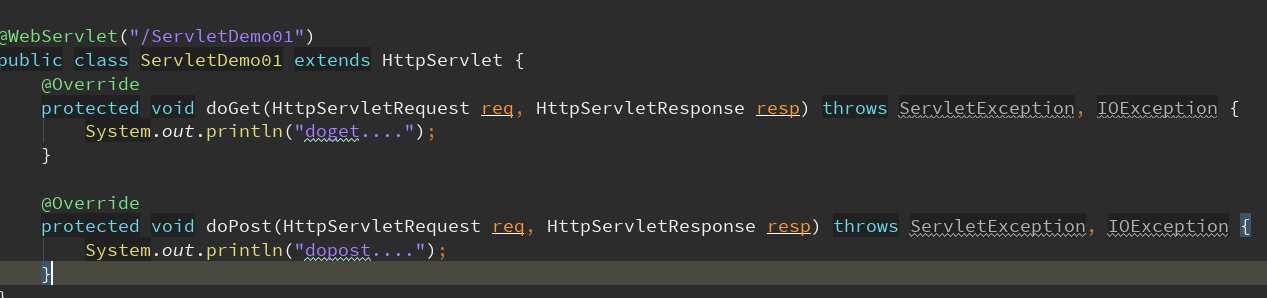 @WebServlet("/ServletDemo01")
public class ServletDemo01 extends HttpServlet {
    @Override
    protected void doGet(HttpServletRequest req, HttpServletResponse resp) throws ServletException, IOException {
        System.out.println("doget....");
    }
    @Override
    protected void doPost(HttpServletRequest req, HttpServletResponse resp) throws ServletException, IOException {
        System.out.println("dopost....");
    }
}